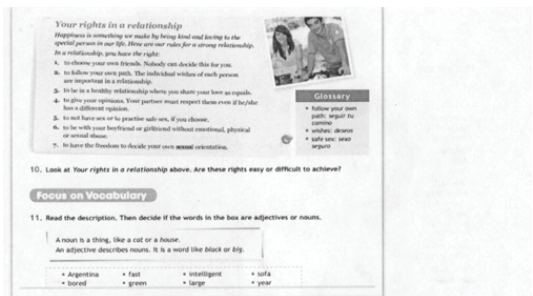 Your rights in a relationship
Happiness is something we make by being kind and loving to the
special person in our life. Here are our rules for a strong relationship.
In a relationship, you have the right:
1. to choose your own friends. Nobody can decide this for you.
2. to follow your own path. The individual wishes of each person
are important in a relationship.
3. to be in a healthy relationship where you share your love as equals.
4. to give your opinions. Your partner must respect them even if he/she
has a different opinion.
5. to not have sex or to practise safe sex, if you choose.
6. to be with your boyfriend or girlfriend without emotional, physical
or sexual abuse.
7. to have the freedom to decide your own sexual orientation.
Glossary
• follow your own
path: seguir tu
camino
• wishes: deseos
• safe sex: sexo
seguro
10. Look at Your rights in a relationship above. Are these rights easy or difficult to achieve?
Focus on Vocabulary
11. Read the description. Then decide if the words in the box are adjectives or nouns.
A noun is a thing, like a cat or a house.
An adjective describes nouns. It is a word like black or big.
• Argentina • fast • intelligent • sofa
• bored • green • large • year